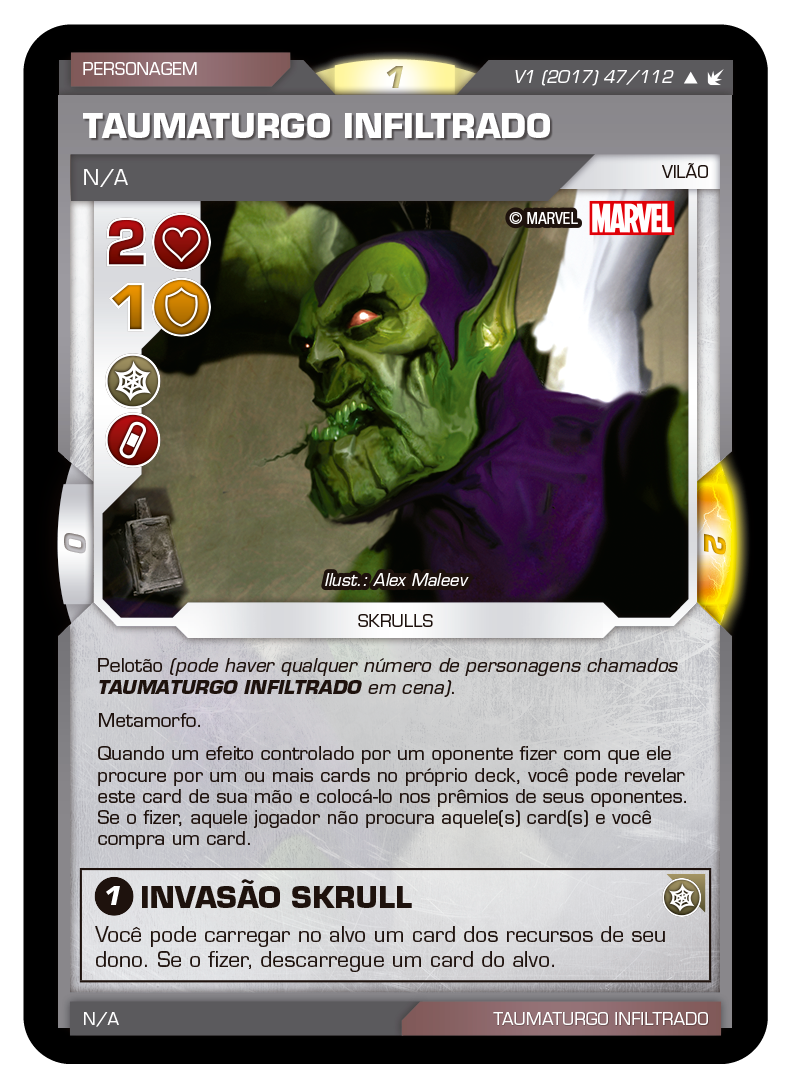 PERSONAGEM
1
V1 (2017) 47/112
TAUMATURGO INFILTRADO
N/A
VILÃO
© MARVEL MARVEL
2
1
0
2
Ilust.: Alex Maleev
SKRULLS
Pelotão (pode haver qualquer número de personagens chamados
TAUMATURGO INFILTRADO em cena).
Metamorfo.
Quando um efeito controlado por um oponente fizer com que ele
procure por um ou mais cards no próprio deck, você pode revelar
este card de sua mão e colocá-lo nos prêmios de seus oponentes.
Se o fizer, aquele jogador não procura aquele(s) card(s) e você
compra um card.
1 INVASÃO SKRULL
Você pode carregar no alvo um card dos recursos de seu
dono. Se o fizer, descarregue um card do alvo.
N/A
TAUMATURGO INFILTRADO